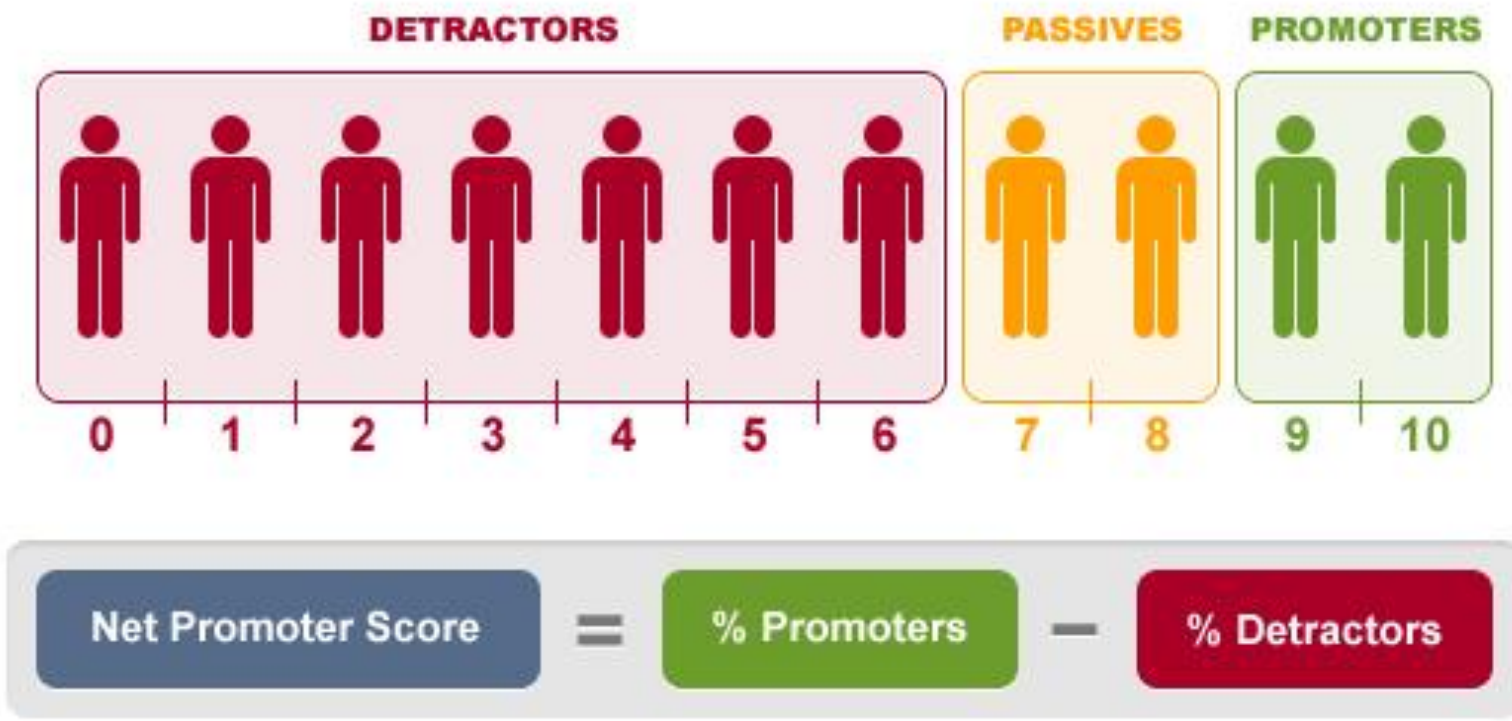 DETRACTORS PASSIVES PROMOTERS
0 1 2 3 4 5 6 7 8 9 10
Net Promoter Score = % Promoters − % Detractors